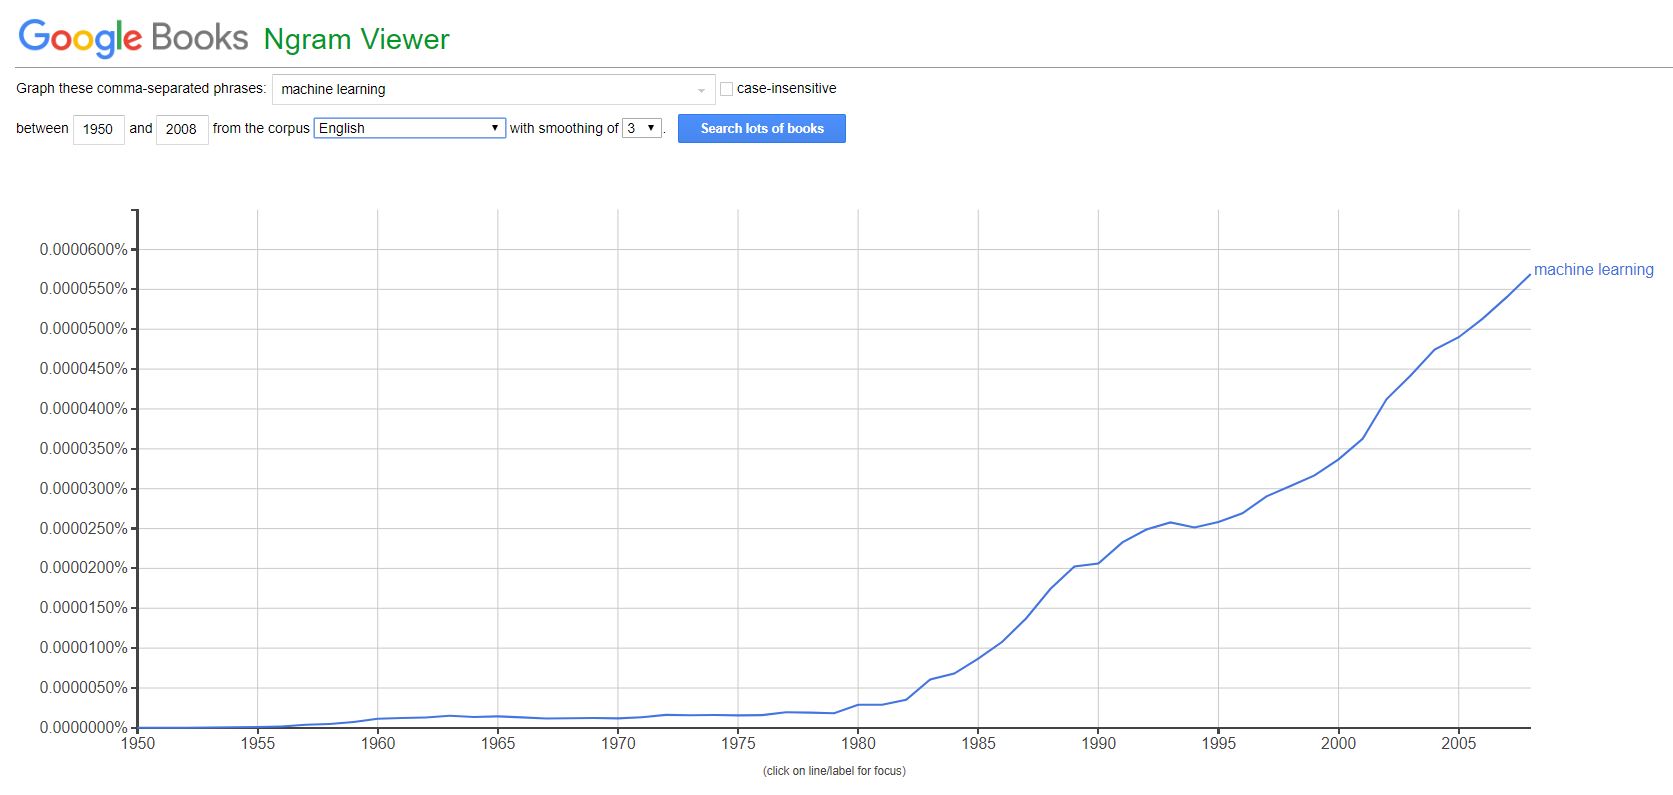 Google Books Ngram Viewer
Graph these comma-separated phrases: machine learning case-insensitive
between 1950 and 2008 from the corpus English with smoothing of 3 . Search lots of books
0.0000600%
machine learning
0.0000550%
0.0000500%
0.0000450%
0.0000400%
0.0000350%
0.0000300%
0.0000250%
0.0000200%
0.0000150%
0.0000100%
0.0000050%
0.0000000%
1950 1955 1960 1965 1970 1975 1980 1985 1990 1995 2000 2005
(click on line/label for focus)